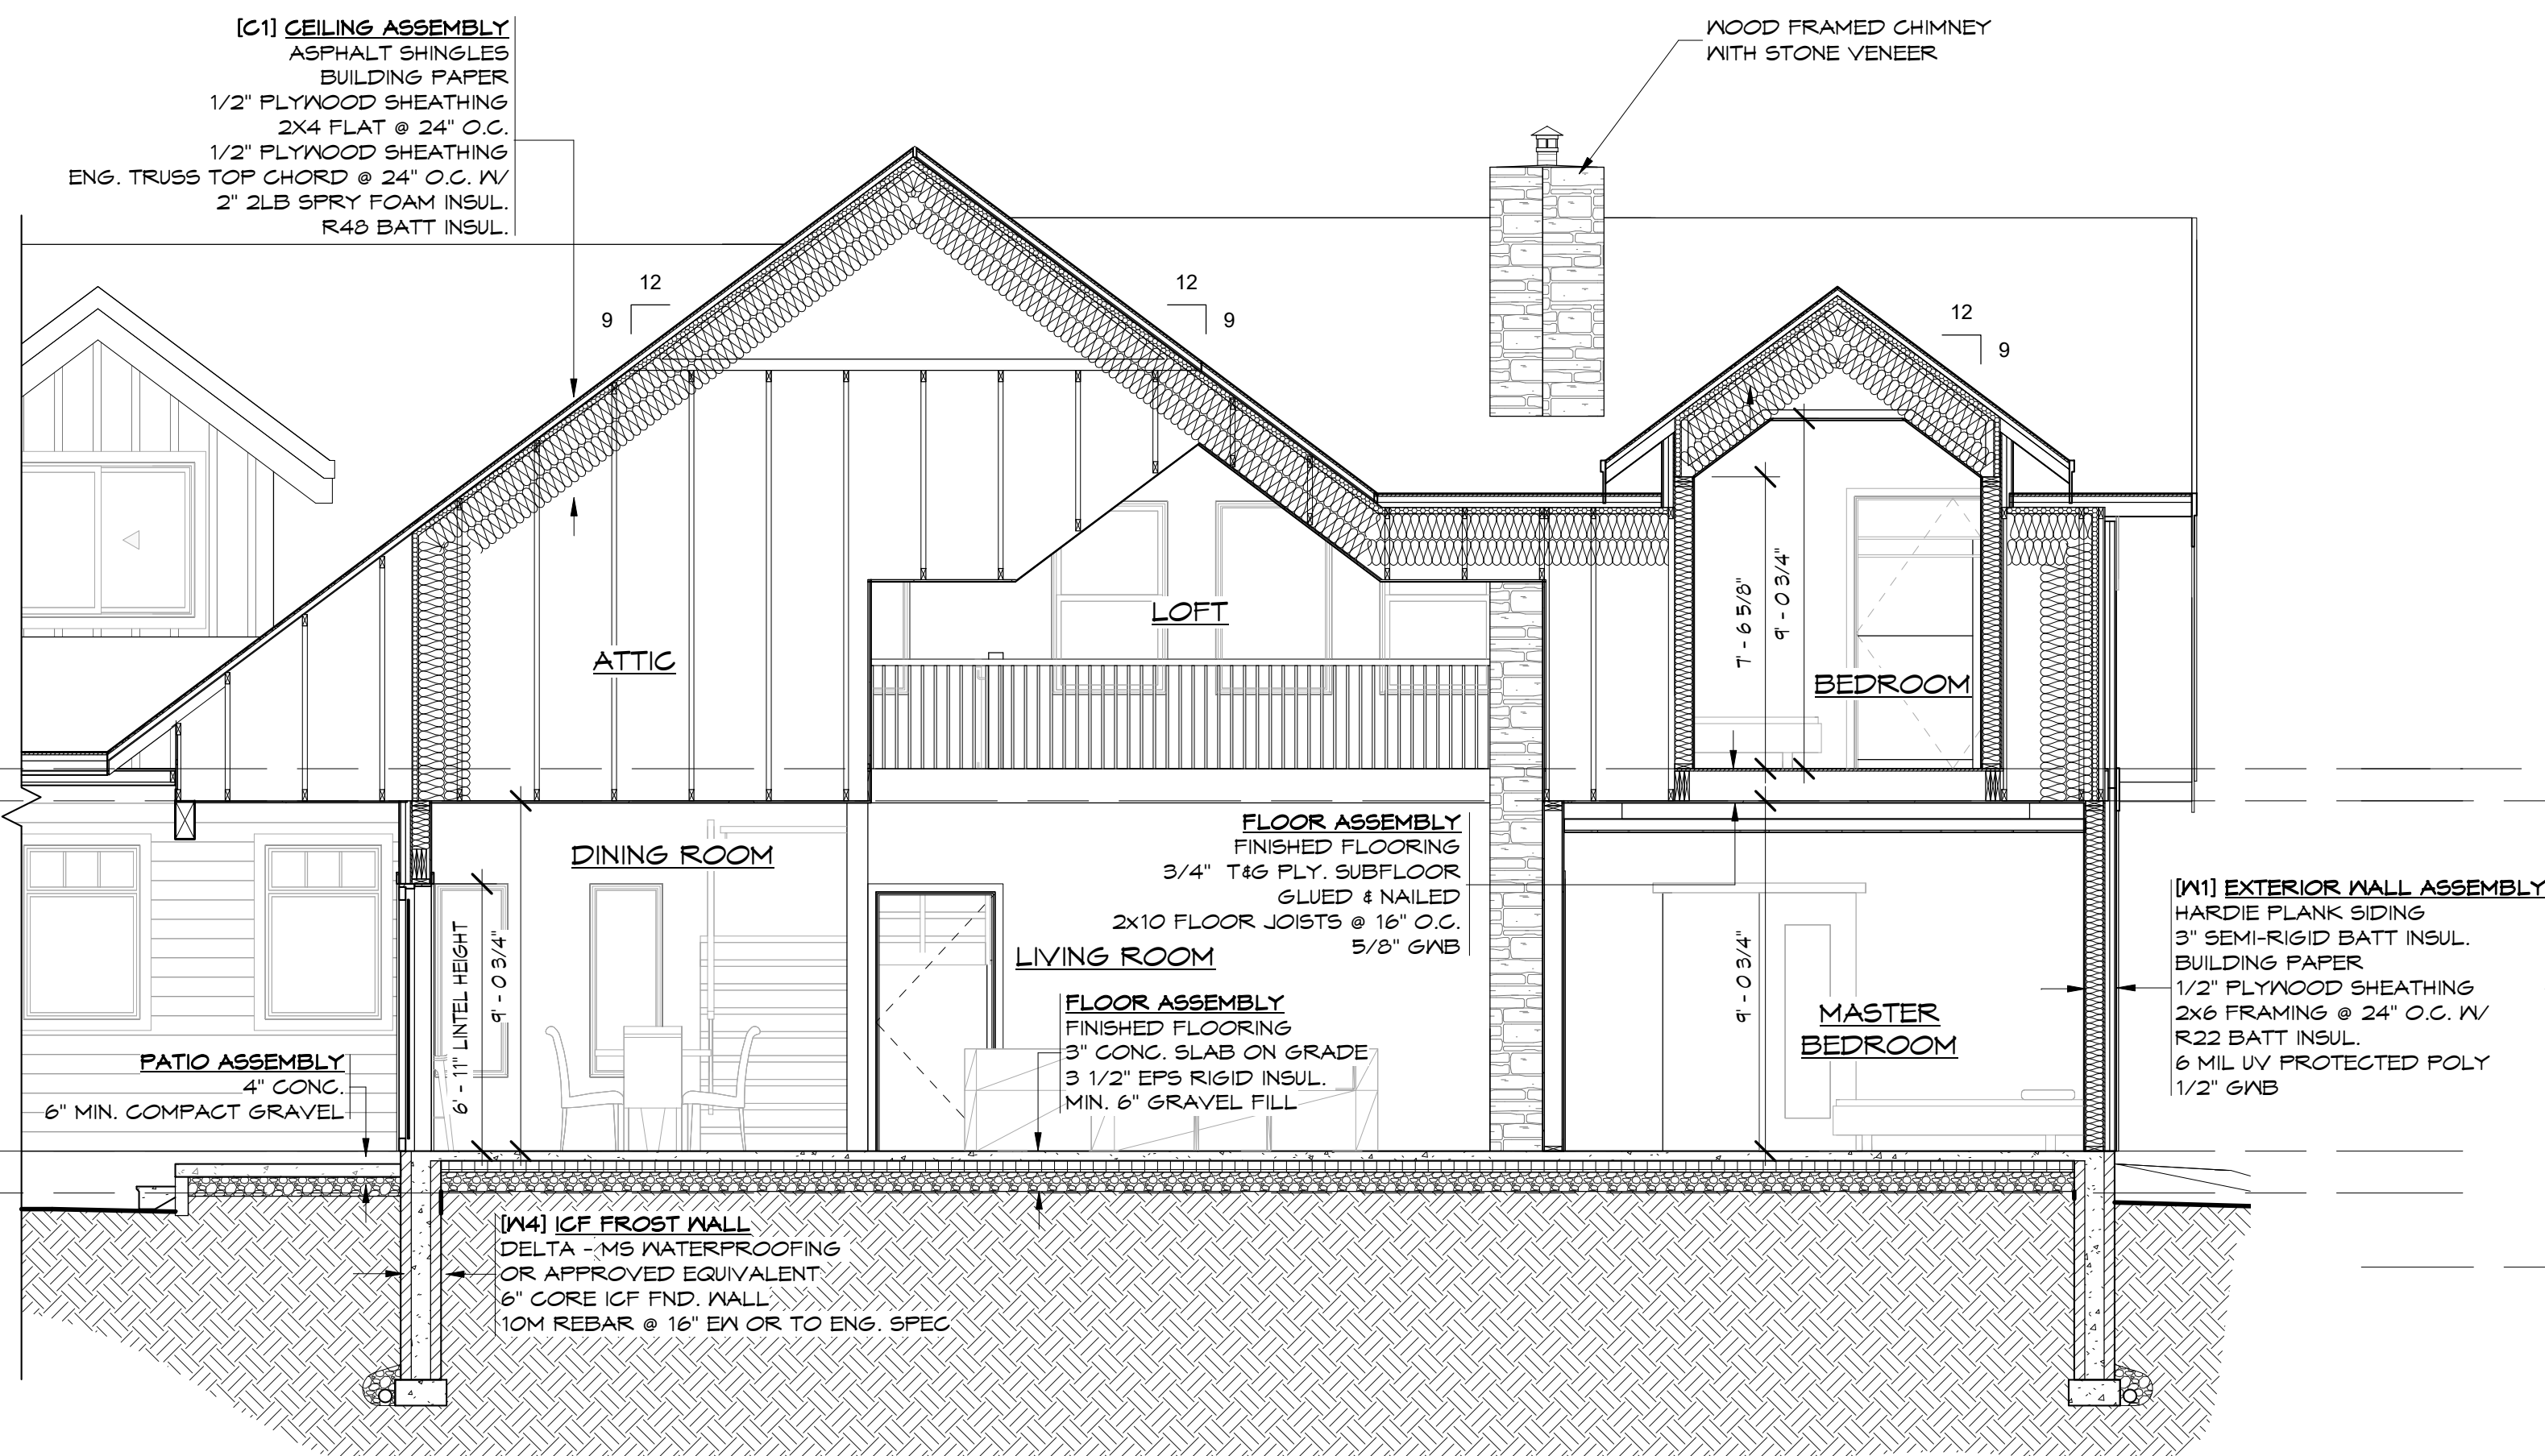 [C1] CEILING ASSEMBLY
ASPHALT SHINGLES
BUILDING PAPER
1/2" PLYWOOD SHEATHING
2X4 FLAT @ 24" O.C.
1/2" PLYWOOD SHEATHING
ENG. TRUSS TOP CHORD @ 24" O.C. W/
2" 2LB SPRY FOAM INSUL.
R48 BATT INSUL.
WOOD FRAMED CHIMNEY
WITH STONE VENEER
12
9
12
9
12
9
LOFT
ATTIC
7' - 6 5/8"
9' - 0 3/4"
BEDROOM
DINING ROOM
FLOOR ASSEMBLY
FINISHED FLOORING
3/4" T&G PLY. SUBFLOOR
GLUED & NAILED
2x10 FLOOR JOISTS @ 16" O.C.
5/8" GWB
6' - 11" LINTEL HEIGHT
9' - 0 3/4"
LIVING ROOM
9' - 0 3/4"
MASTER
BEDROOM
[W1] EXTERIOR WALL ASSEMBLY
HARDIE PLANK SIDING
3" SEMI-RIGID BATT INSUL.
BUILDING PAPER
1/2" PLYWOOD SHEATHING
2x6 FRAMING @ 24" O.C. W/
R22 BATT INSUL.
6 MIL UV PROTECTED POLY
1/2" GWB
FLOOR ASSEMBLY
FINISHED FLOORING
3" CONC. SLAB ON GRADE
3 1/2" EPS RIGID INSUL.
MIN. 6" GRAVEL FILL
PATIO ASSEMBLY
4" CONC.
6" MIN. COMPACT GRAVEL
[W4] ICF FROST WALL
DELTA - MS WATERPROOFING
OR APPROVED EQUIVALENT
6" CORE ICF FND. WALL
10M REBAR @ 16" EW OR TO ENG. SPEC